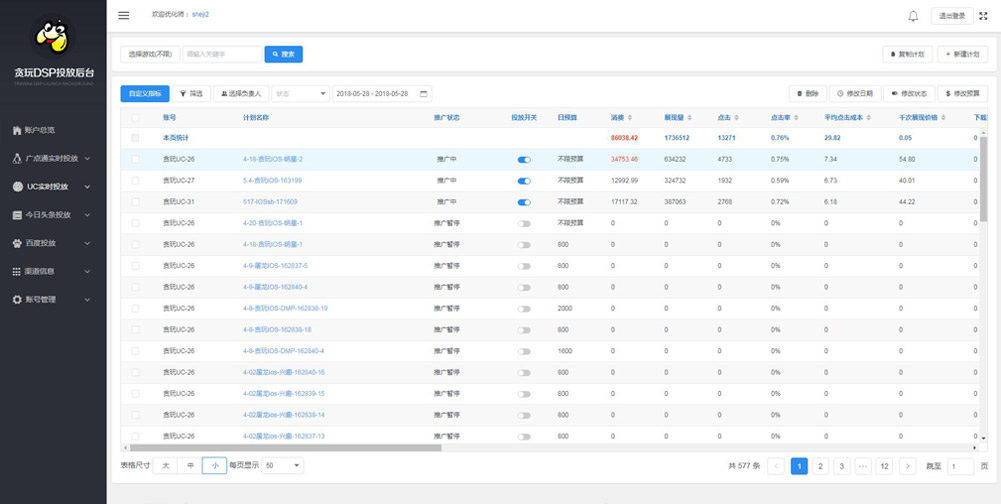 欢迎优化师： sheji2
退出登录
贪玩DSP投放后台
选择游戏(不限) 请输入关键字 搜索 复制计划 + 新建计划
自定义指标 筛选 选择负责人 状态 2018-05-28 - 2018-05-28 删除 修改日期 修改状态 $ 修改预算
账户总览
广点通实时投放
UC实时投放
今日头条投放
百度投放
渠道信息
账号管理
账号 计划名称 推广状态 投放开关 日预算 消费 展现量 点击 点击率 平均点击成本 千次展现价格 下载
本页统计 86038.42 1736512 13271 0.76% 29.82 0.05 0
贪玩UC-26 4-18-贪玩IOS-明星-2 推广中 不限预算 34753.46 634232 4733 0.75% 7.34 54.80 0
贪玩UC-27 5.4-贪玩IOS-163199 推广中 不限预算 12992.99 324732 1932 0.59% 6.73 40.01 0
贪玩UC-31 517-IOSsb-171609 推广中 不限预算 17117.32 387063 2768 0.72% 6.18 44.22 0
贪玩UC-26 4-20-贪玩IOS-明星-1 推广暂停 不限预算 0 0 0 0% 0 0 0
贪玩UC-26 4-18-贪玩IOS-明星-1 推广暂停 800 0 0 0 0% 0 0 0
贪玩UC-26 4-9-屠龙IOS-162837-5 推广暂停 800 0 0 0 0% 0 0 0
贪玩UC-26 4-9-屠龙IOS-162840-4 推广暂停 800 0 0 0 0% 0 0 0
贪玩UC-26 4-8-贪玩IOS-DMP-162838-19 推广暂停 2000 0 0 0 0% 0 0 0
贪玩UC-26 4-8-贪玩IOS-162838-18 推广暂停 800 0 0 0 0% 0 0 0
贪玩UC-26 4-8-贪玩IOS-DMP-162840-4 推广暂停 1600 0 0 0 0% 0 0 0
贪玩UC-26 4-02屠龙ios-兴趣-162840-16 推广暂停 800 0 0 0 0% 0 0 0
贪玩UC-26 4-02屠龙ios-兴趣-162839-15 推广暂停 800 0 0 0 0% 0 0 0
贪玩UC-26 4-02屠龙ios-兴趣-162838-14 推广暂停 800 0 0 0 0% 0 0 0
贪玩UC-26 4-02屠龙ios-兴趣-162837-13 推广暂停 800 0 0 0 0% 0 0 0
表格尺寸 大 中 小 每页显示 50 共 577 条 1 2 3 ··· 12 跳至 1 页